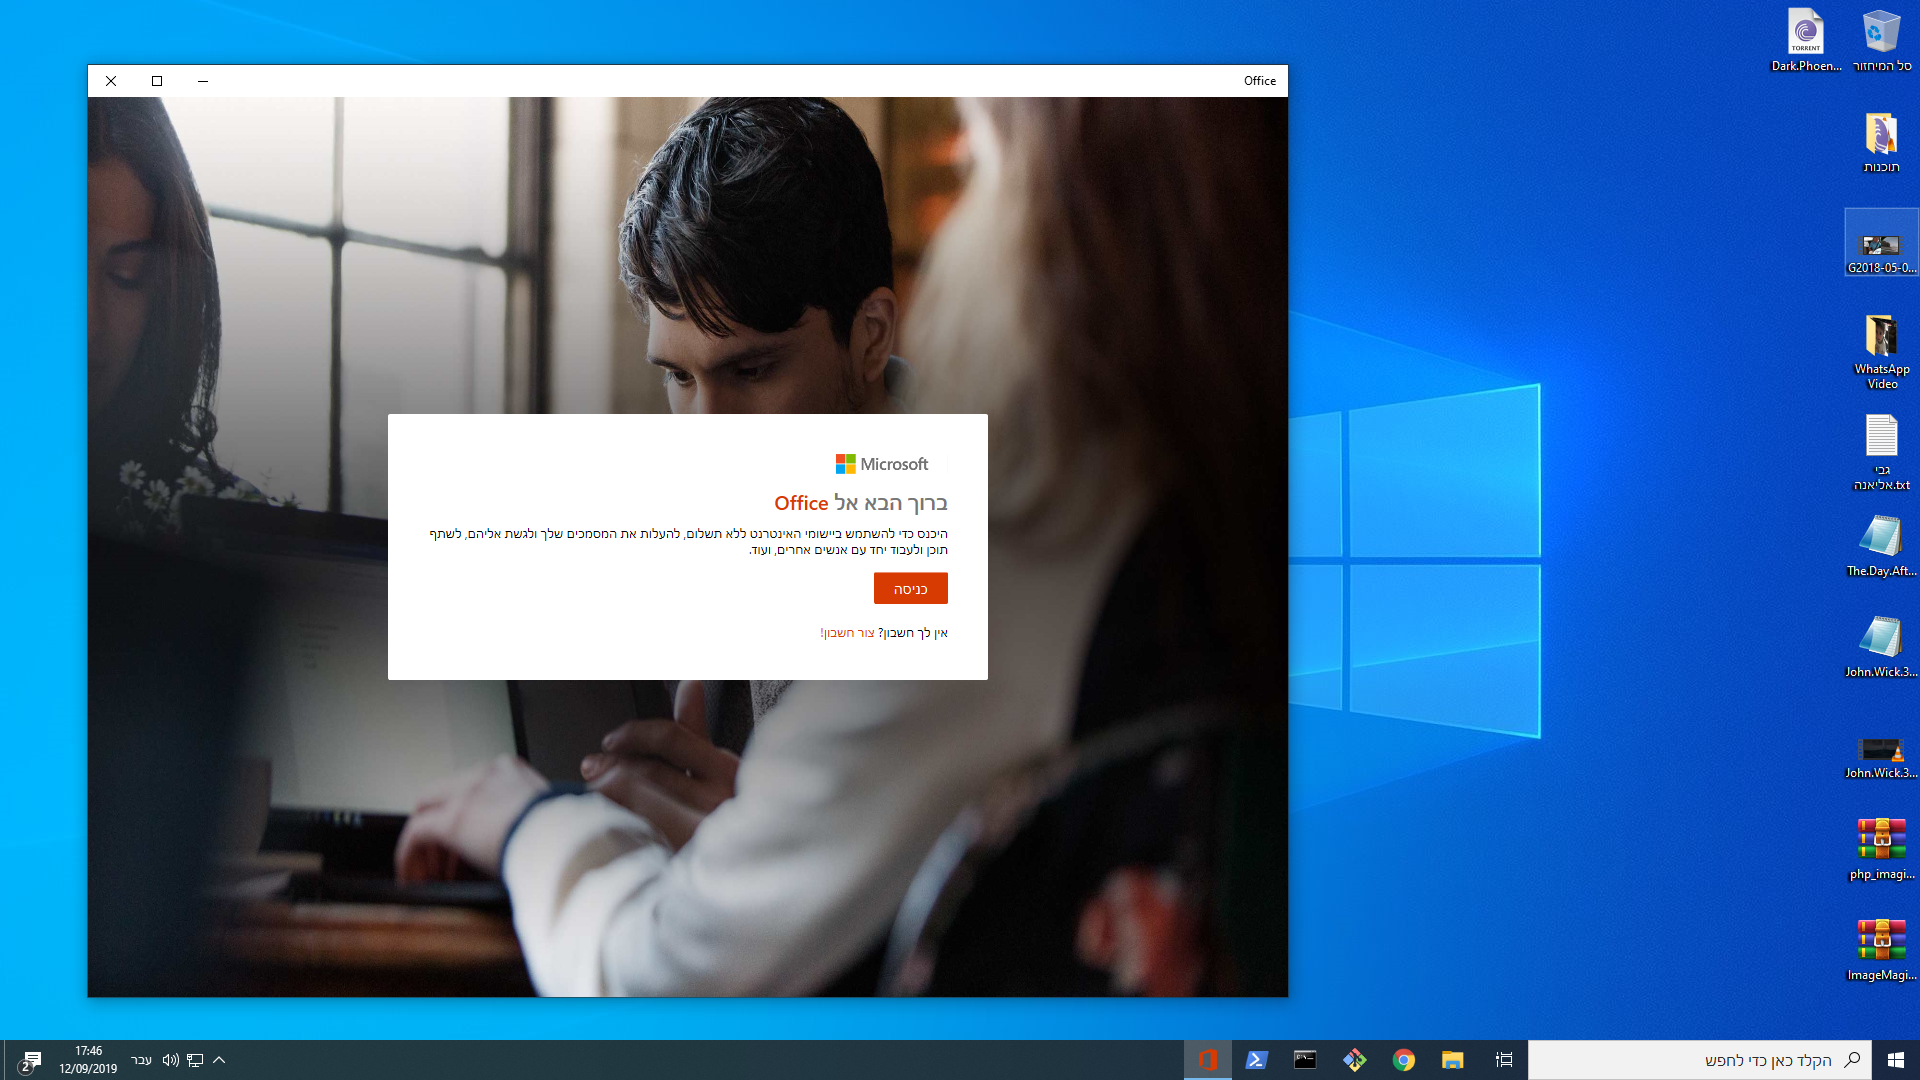 Office
Microsoft
ברוך הבא אל Office
היכנס כדי להשתמש ביישומי האינטרנט ללא תשלום, להעלות את המסמכים שלך ולגשת אליהם, לשתף
תוכן ולעבוד יחד עם אנשים אחרים, ועוד.
כניסה
אין לך חשבון? צור חשבון!
סל המיחזור
TORRENT
Dark.Phoen...
תוכנות
G2018-05-0...
WhatsApp
Video
גבי
אליאנה.txt
The.Day.Aft...
John.Wick.3...
John.Wick.3...
php_imagi...
ImageMagi...
הקלד כאן כדי לחפש
עבר
17:46
12/09/2019
2